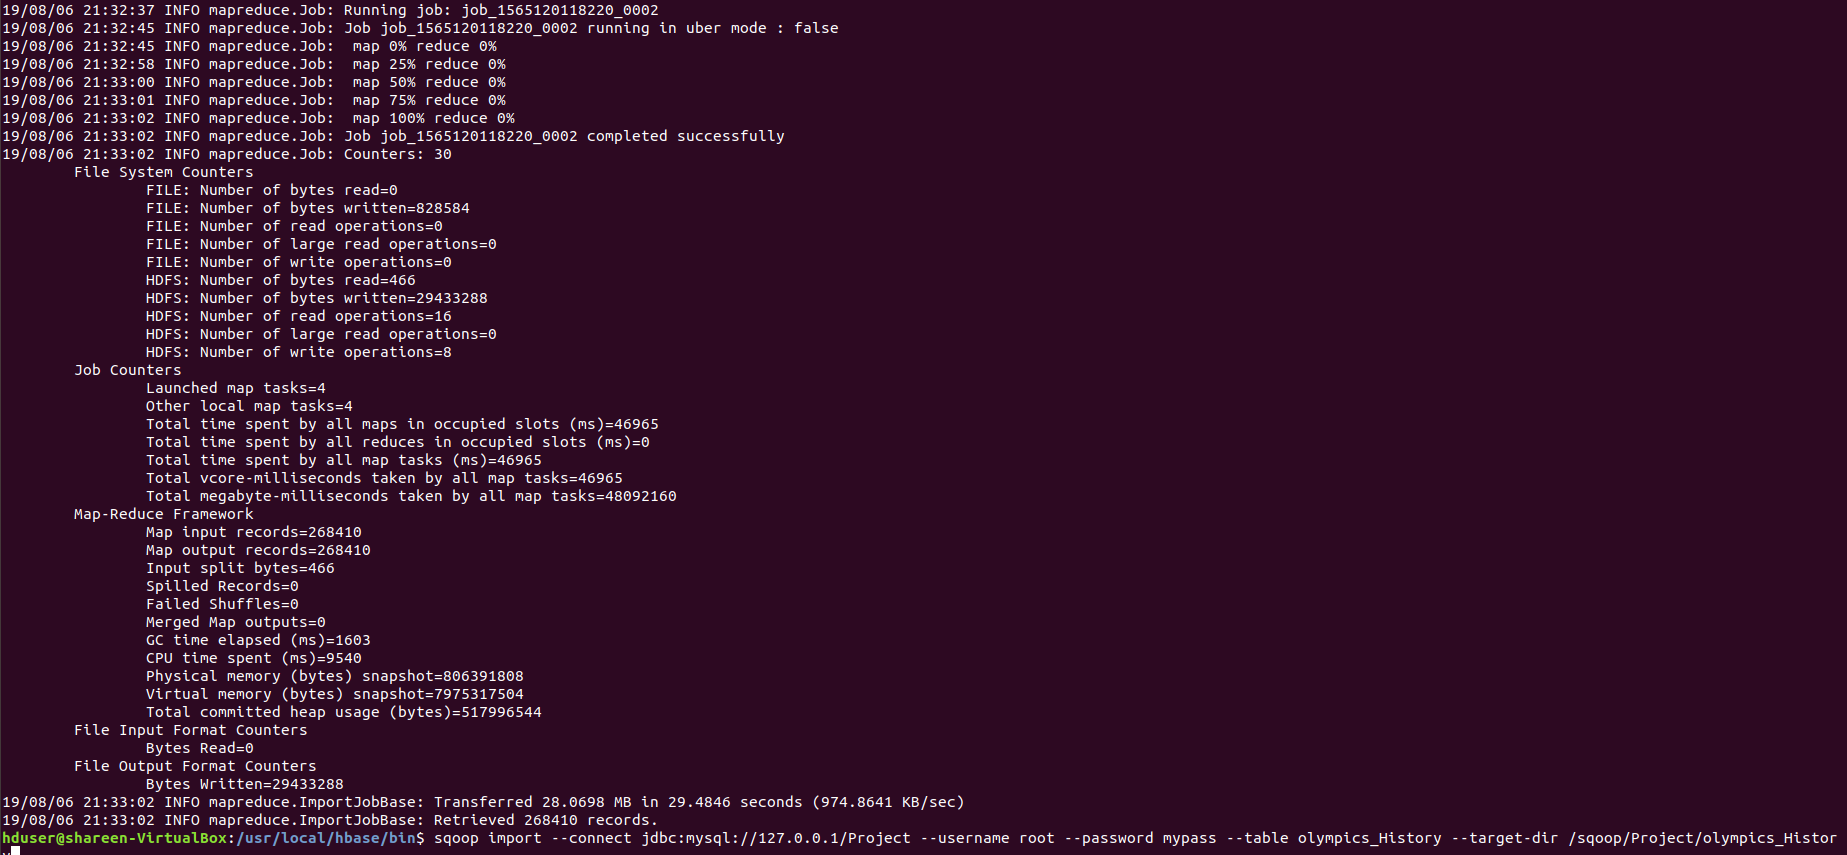 19/08/06 21:32:37 INFO mapreduce.Job: Running job: job_1565120118220_0002
19/08/06 21:32:45 INFO mapreduce.Job: Job job_1565120118220_0002 running in uber mode : false
19/08/06 21:32:45 INFO mapreduce.Job:  map 0% reduce 0%
19/08/06 21:32:58 INFO mapreduce.Job:  map 25% reduce 0%
19/08/06 21:33:00 INFO mapreduce.Job:  map 50% reduce 0%
19/08/06 21:33:01 INFO mapreduce.Job:  map 75% reduce 0%
19/08/06 21:33:02 INFO mapreduce.Job:  map 100% reduce 0%
19/08/06 21:33:02 INFO mapreduce.Job: Job job_1565120118220_0002 completed successfully
19/08/06 21:33:02 INFO mapreduce.Job: Counters: 30
File System Counters
FILE: Number of bytes read=0
FILE: Number of bytes written=828584
FILE: Number of read operations=0
FILE: Number of large read operations=0
FILE: Number of write operations=0
HDFS: Number of bytes read=466
HDFS: Number of bytes written=29433288
HDFS: Number of read operations=16
HDFS: Number of large read operations=0
HDFS: Number of write operations=8
Job Counters
Launched map tasks=4
Other local map tasks=4
Total time spent by all maps in occupied slots (ms)=46965
Total time spent by all reduces in occupied slots (ms)=0
Total time spent by all map tasks (ms)=46965
Total vcore-milliseconds taken by all map tasks=46965
Total megabyte-milliseconds taken by all map tasks=48092160
Map-Reduce Framework
Map input records=268410
Map output records=268410
Input split bytes=466
Spilled Records=0
Failed Shuffles=0
Merged Map outputs=0
GC time elapsed (ms)=1603
CPU time spent (ms)=9540
Physical memory (bytes) snapshot=806391808
Virtual memory (bytes) snapshot=7975317504
Total committed heap usage (bytes)=517996544
File Input Format Counters
Bytes Read=0
File Output Format Counters
Bytes Written=29433288
19/08/06 21:33:02 INFO mapreduce.ImportJobBase: Transferred 28.0698 MB in 29.4846 seconds (974.8641 KB/sec)
19/08/06 21:33:02 INFO mapreduce.ImportJobBase: Retrieved 268410 records.
hduser@shareen-VirtualBox:/usr/local/hbase/bin$ sqoop import --connect jdbc:mysql://127.0.0.1/Project --username root --password mypass --table olympics_History --target-dir /sqoop/Project/olympics_Histor
y